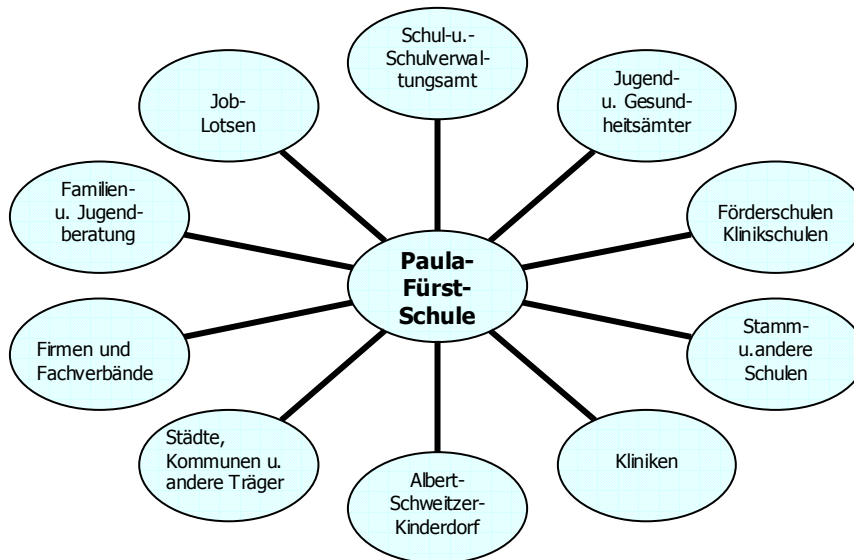 Schul-u.-
Schulverwal-
tungsamt
Jugend-
u. Gesund-
heitsämter
Job-
Lotsen
Familien-
u. Jugend-
beratung
Förderschulen
Klinikschulen
Paula-
Fürst-
Schule
Firmen und
Fachverbände
Stamm-
u.andere
Schulen
Städte,
Kommunen u.
andere Träger
Kliniken
Albert-
Schweitzer-
Kinderdorf